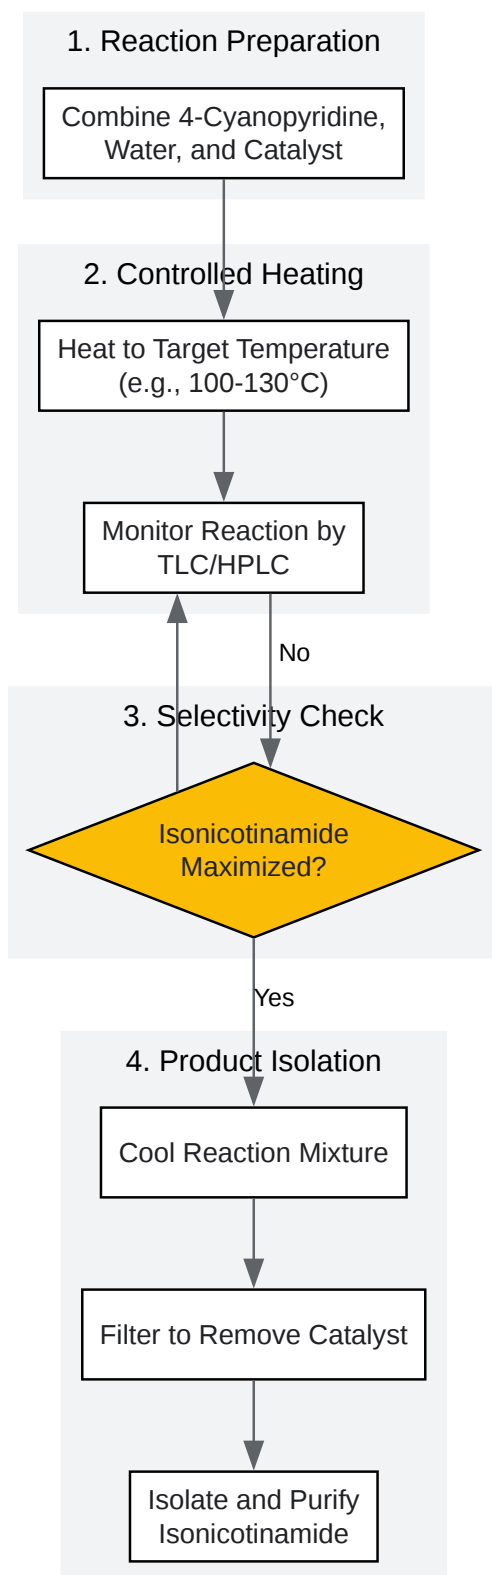 1. Reaction Preparation
Combine 4-Cyanopyridine,
Water, and Catalyst
2. Controlled Heating
Heat to Target Temperature
(e.g., 100-130°C)
Monitor Reaction by
TLC/HPLC
No
3. Selectivity Check
Isonicotinamide
Maximized?
Yes
4. Product Isolation
Cool Reaction Mixture
Filter to Remove Catalyst
Isolate and Purify
Isonicotinamide